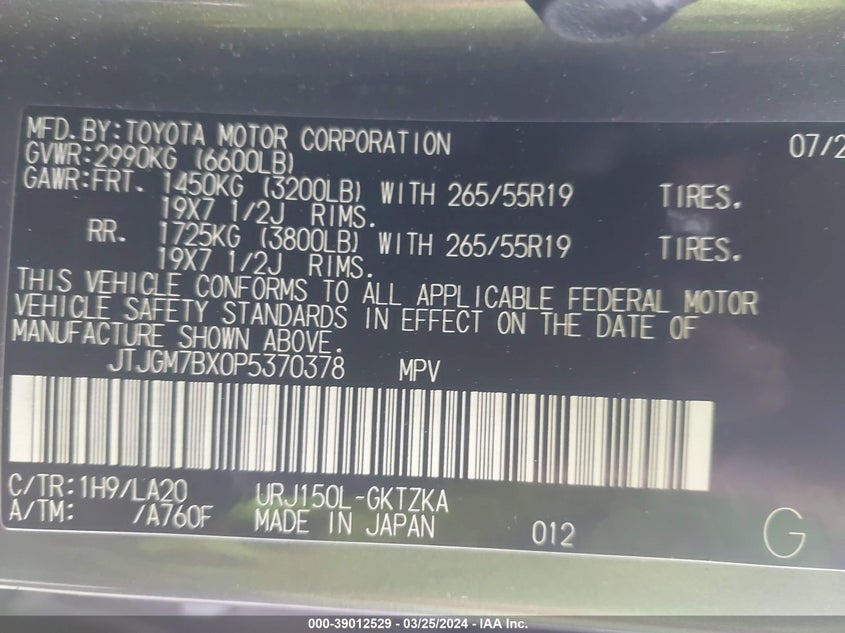 MFD.BY:TOYOTA MOTOR CORPORATION 07/2
GVWR:2990KG (6600LB)
GAWR:FRT. 1450KG (3200LB) WITH 265/55R19 TIRES.
19X7 1/2J RIMS.
RR. 1725KG (3800LB) WITH 265/55R19 TIRES.
19X7 1/2J RIMS.
THIS VEHICLE CONFORMS TO ALL APPLICABLE FEDERAL MOTOR
VEHICLE SAFETY STANDARDS IN EFFECT ON THE DATE OF
MANUFACTURE SHOWN ABOVE.
JTJGM7BX0P5370378 MPV
C/TR:1H9/LA20 URJ150L-GKTZKA
A/TM: /A760F MADE IN JAPAN 012 G
000-39012529 - 03/25/2024 - IAA Inc.